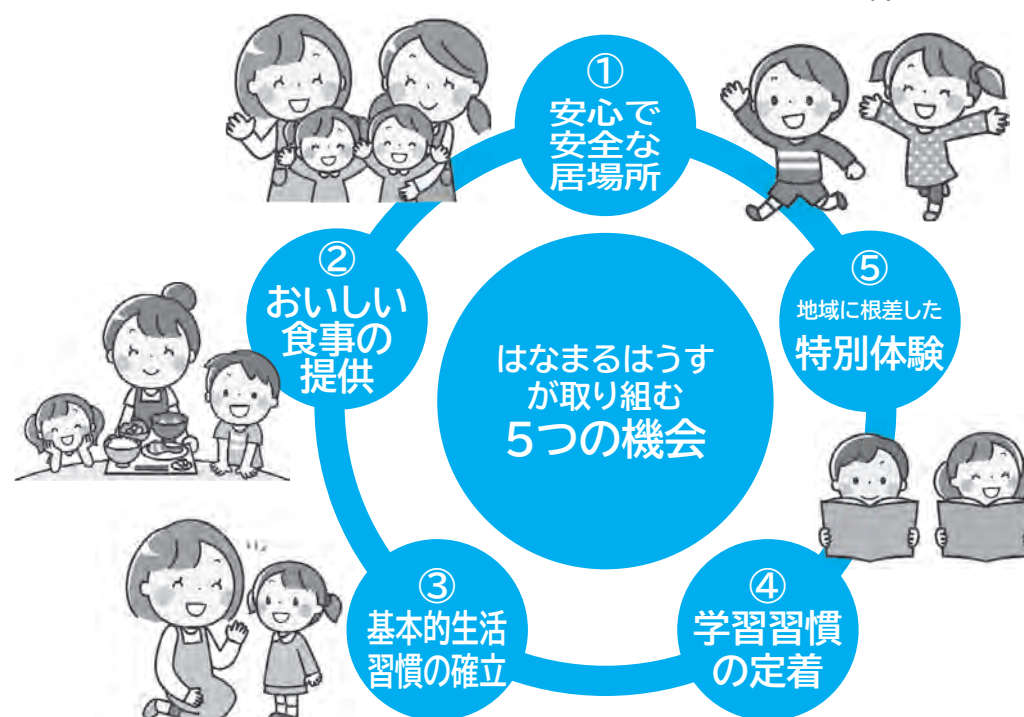 はなまるはうす
が取り組む
5つの機会
①
安心で
安全な
居場所
②
おいしい
食事の
提供
③
基本的生活
習慣の確立
④
学習習慣
の定着
⑤
地域に根差した
特別体験